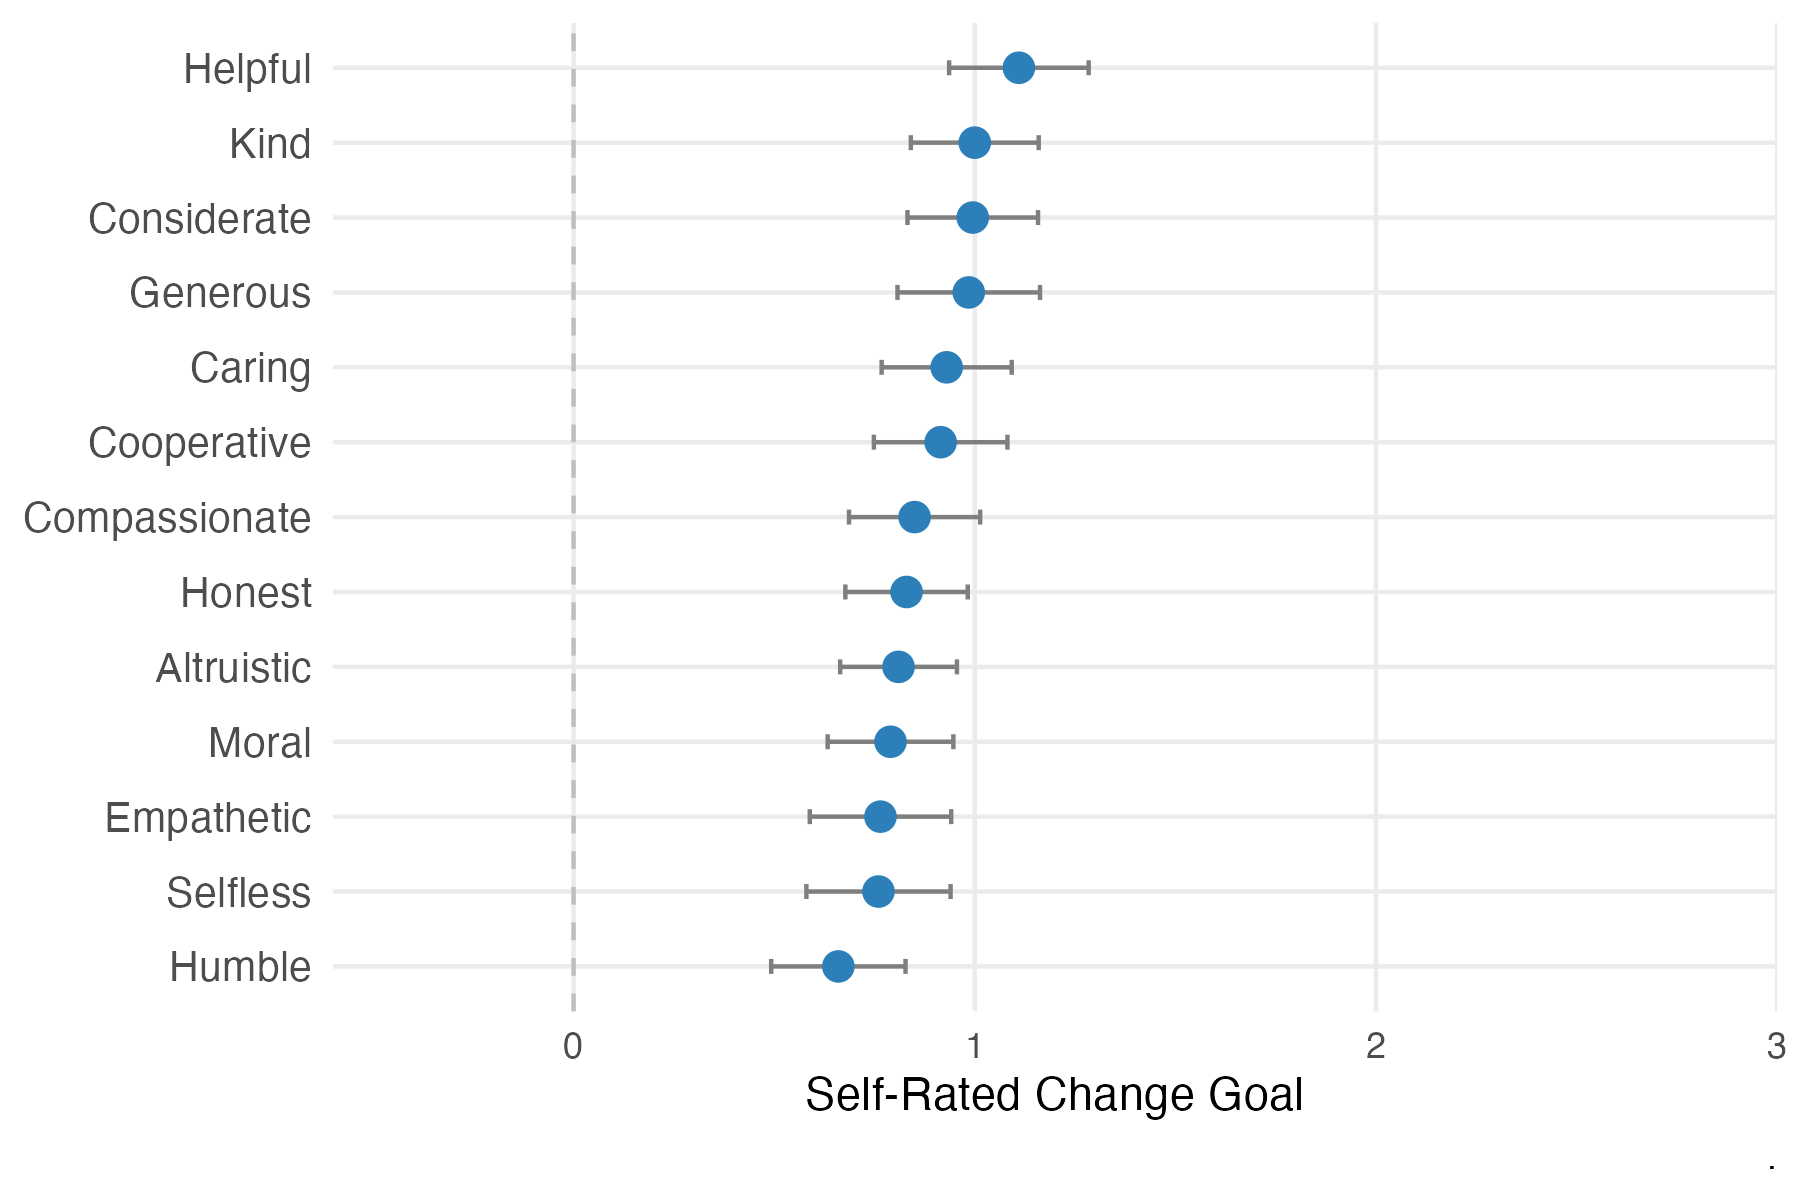 Helpful
Kind
Considerate
Generous
Caring
Cooperative
Compassionate
Honest
Altruistic
Moral
Empathetic
Selfless
Humble
0 1 2 3
Self-Rated Change Goal
.